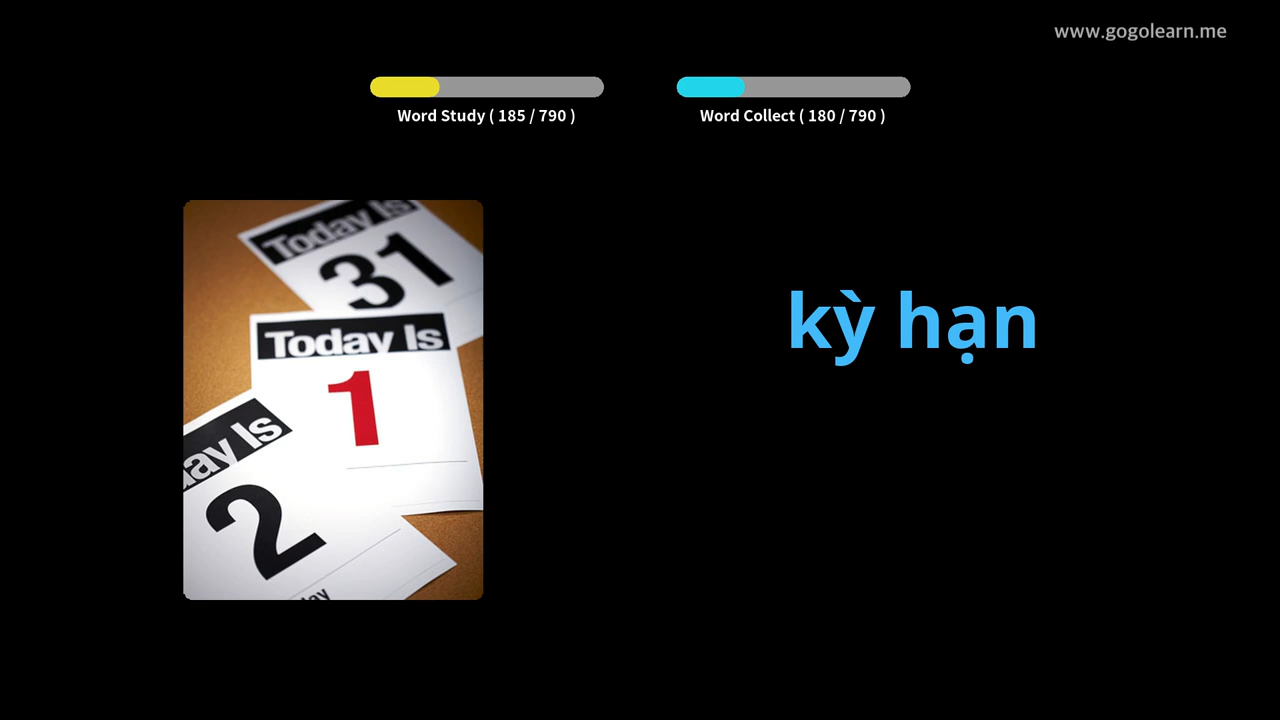 www.gogolearn.me
Word Study ( 185 / 790 )
Word Collect ( 180 / 790 )
Today Is
31
Today Is
1
ay Is
2
kỳ hạn